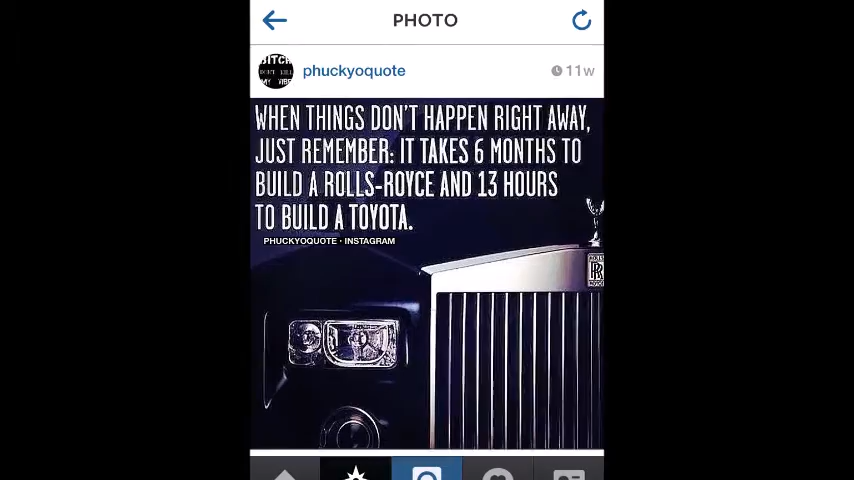 PHOTO
phuckyoquote
11w
WHEN THINGS DON'T HAPPEN RIGHT AWAY,
JUST REMEMBER: IT TAKES 6 MONTHS TO
BUILD A ROLLS-ROYCE AND 13 HOURS
TO BUILD A TOYOTA.
PHUCKYOQUOTE · INSTAGRAM
RR